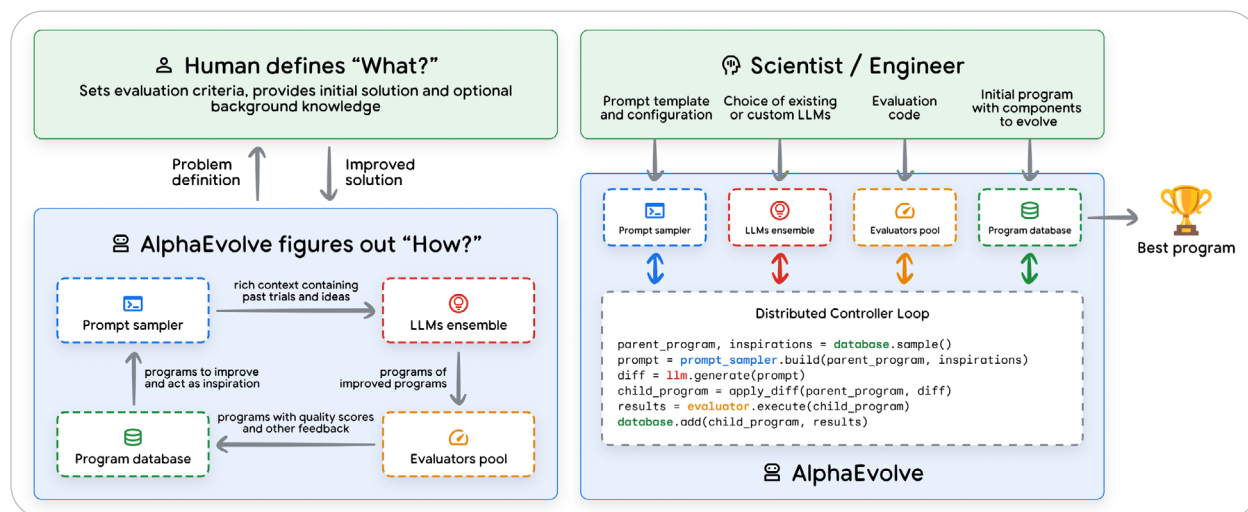 Human defines “What?”
Sets evaluation criteria, provides initial solution and optional
background knowledge
Problem
definition
Improved
solution
AlphaEvolve figures out “How?”
Prompt sampler
rich context containing
past trials and ideas
LLMs ensemble
programs to improve
and act as inspiration
programs of
improved programs
Program database
programs with quality scores
and other feedback
Evaluators pool
Scientist / Engineer
Prompt template
and configuration
Choice of existing
or custom LLMs
Evaluation
code
Initial program
with components
to evolve
Prompt sampler
LLMs ensemble
Evaluators pool
Program database
Best program
Distributed Controller Loop
parent_program, inspirations = database.sample()
prompt = prompt_sampler.build(parent_program, inspirations)
diff = llm.generate(prompt)
child_program = apply_diff(parent_program, diff)
results = evaluator.execute(child_program)
database.add(child_program, results)
AlphaEvolve